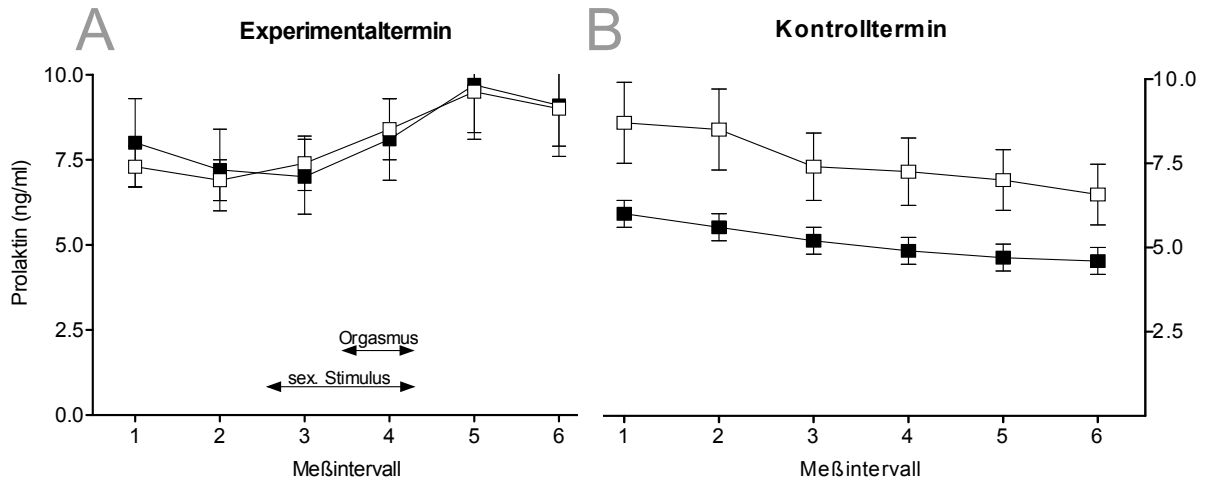 A
Experimentaltermin
B
Kontrolltermin
Prolaktin (ng/ml)
10.0
7.5
5.0
2.5
0.0
Orgasmus
sex. Stimulus
1 2 3 4 5 6
Meßintervall
10.0
7.5
5.0
2.5
1 2 3 4 5 6
Meßintervall